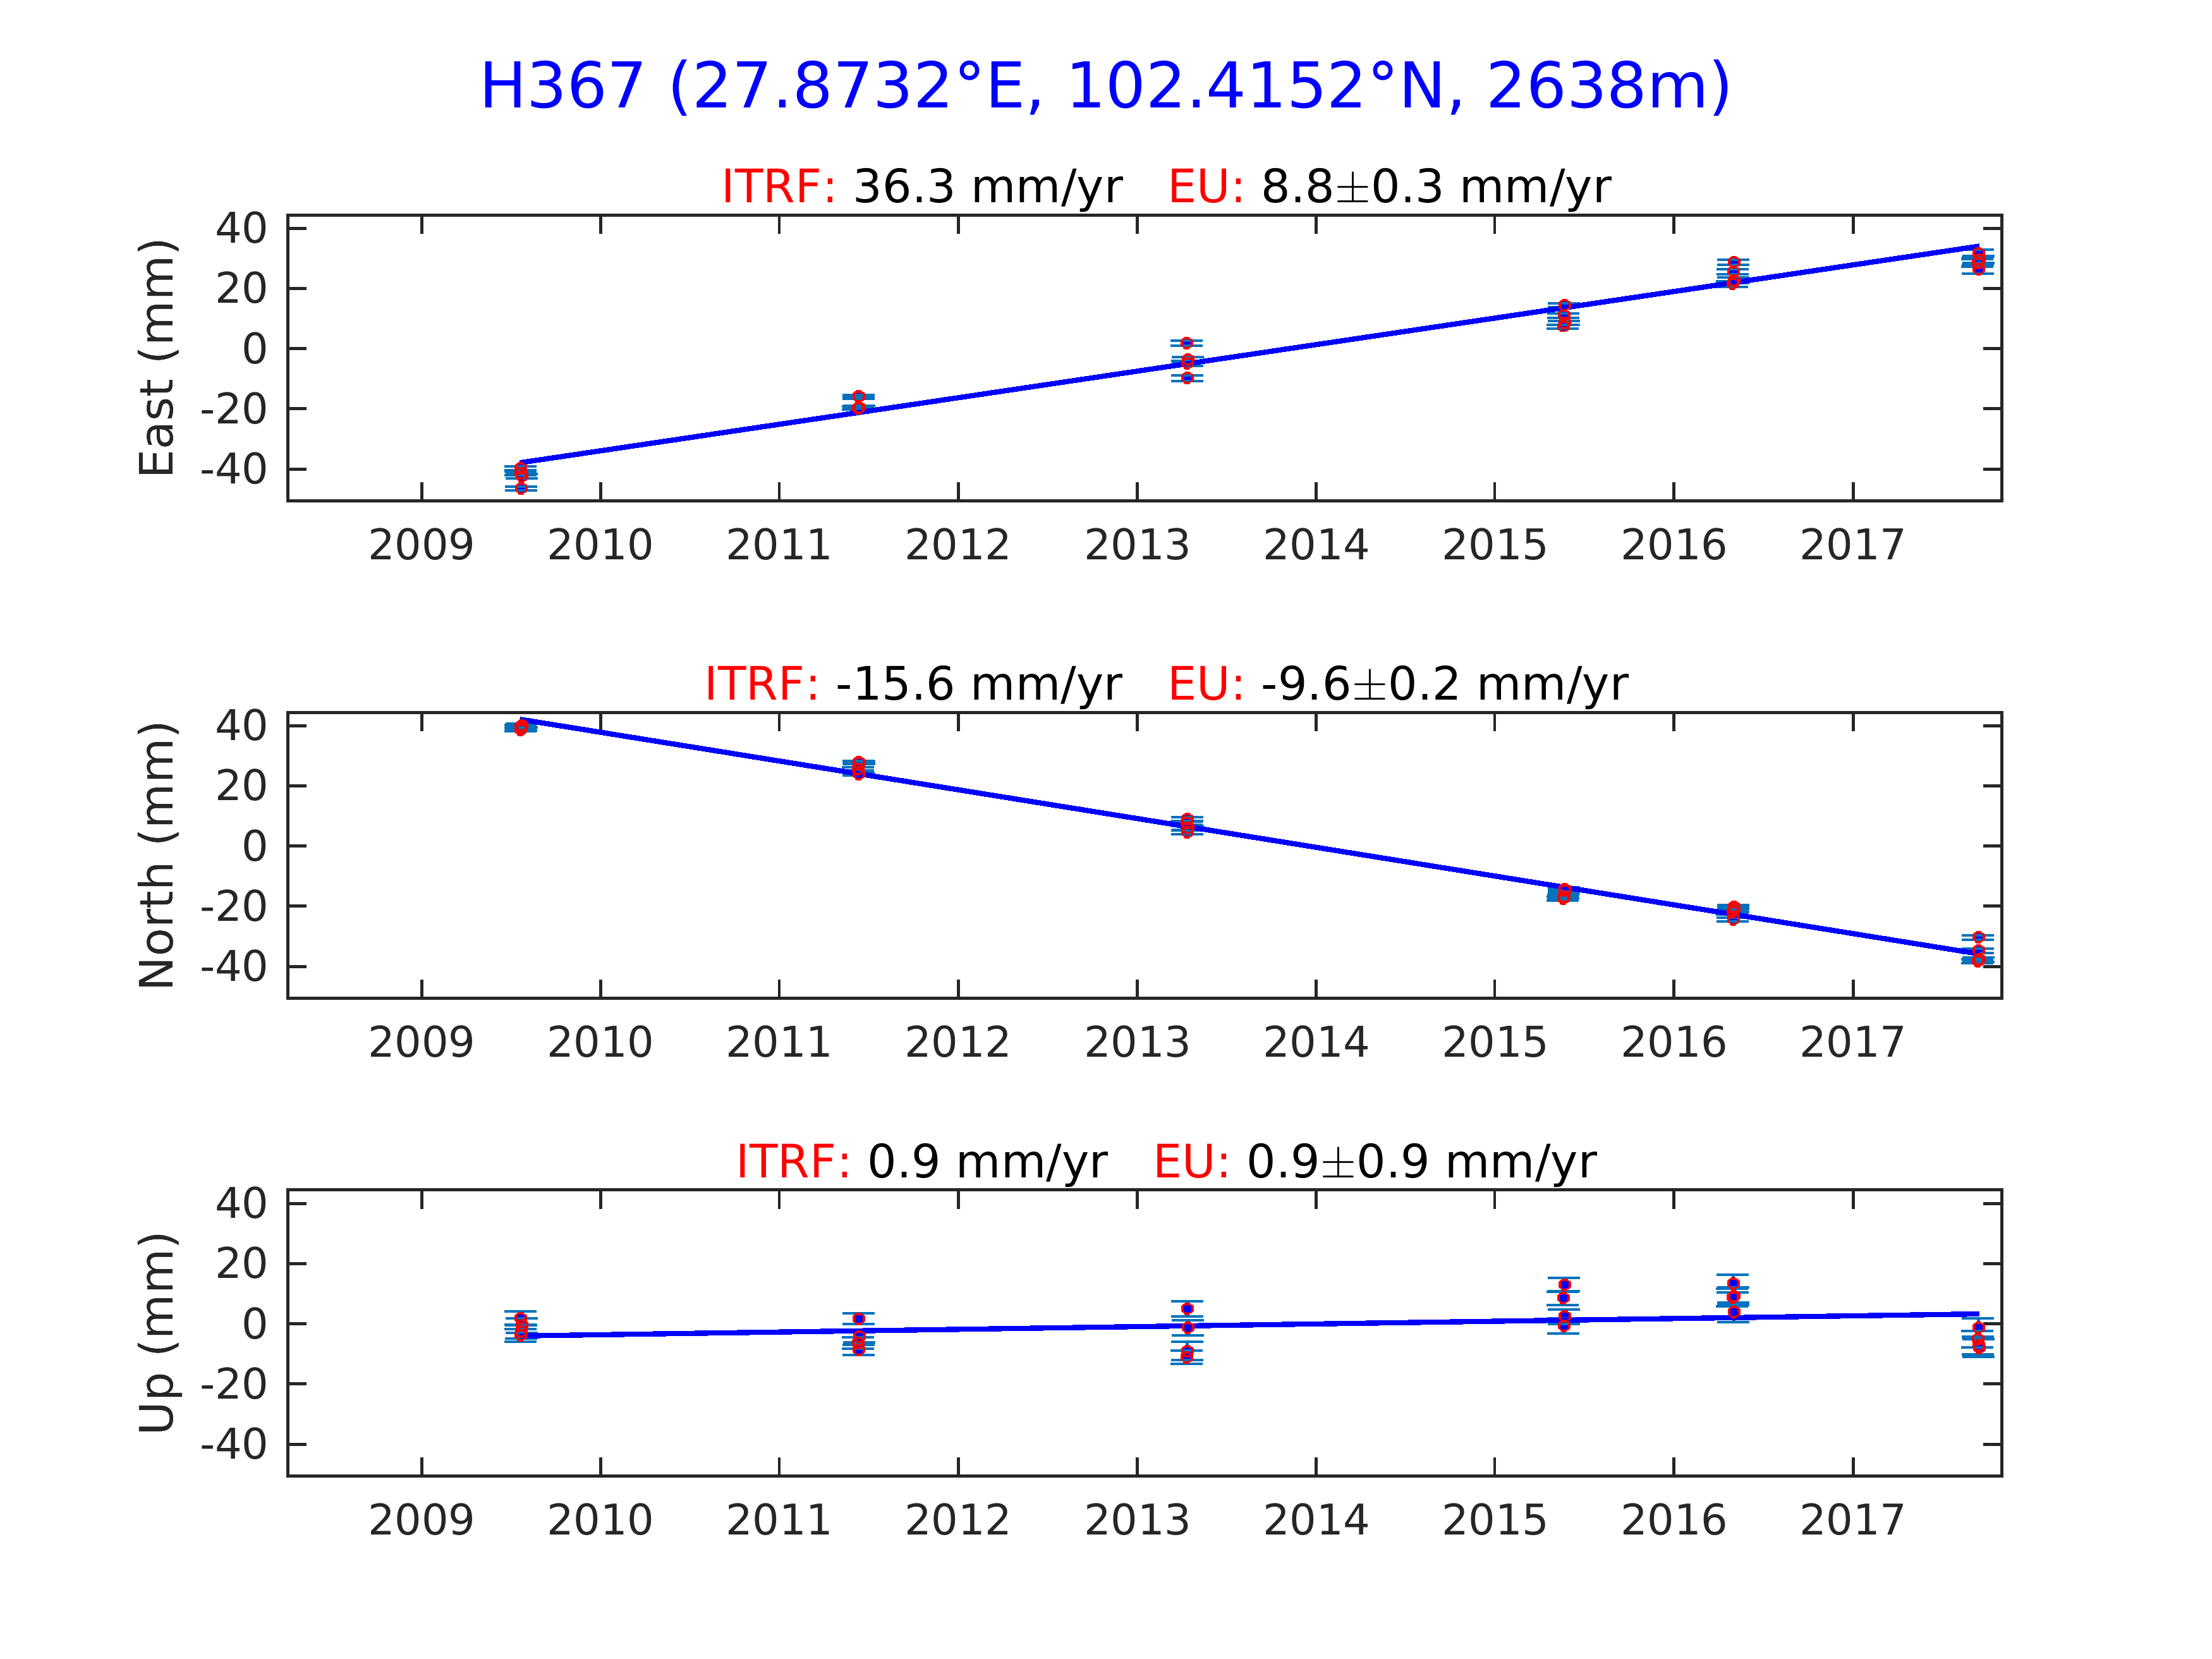 H367 (27.8732°E, 102.4152°N, 2638m)
ITRF: 36.3 mm/yr EU: 8.8±0.3 mm/yr
East (mm)
40
20
0
-20
-40
2009 2010 2011 2012 2013 2014 2015 2016 2017
ITRF: -15.6 mm/yr EU: -9.6±0.2 mm/yr
North (mm)
40
20
0
-20
-40
2009 2010 2011 2012 2013 2014 2015 2016 2017
ITRF: 0.9 mm/yr EU: 0.9±0.9 mm/yr
Up (mm)
40
20
0
-20
-40
2009 2010 2011 2012 2013 2014 2015 2016 2017